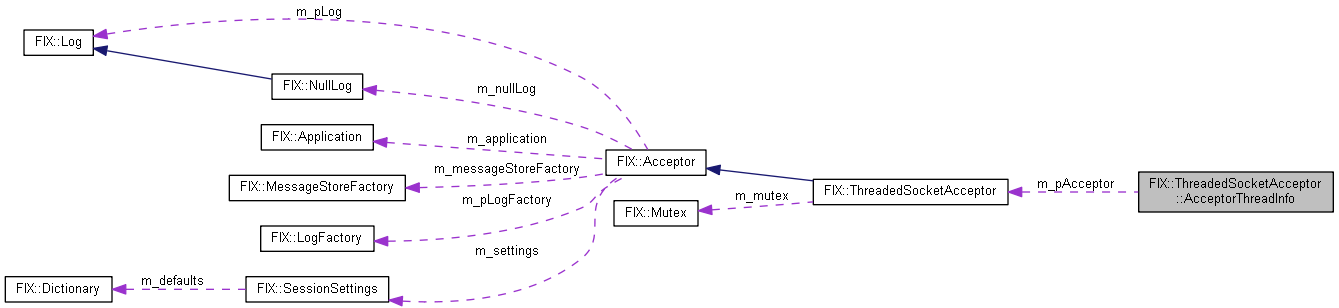 m_pLog
FIX::Log
FIX::NullLog
m_nullLog
FIX::Application
m_application
FIX::Acceptor
m_messageStoreFactory
FIX::MessageStoreFactory
m_pLogFactory
FIX::LogFactory
m_settings
FIX::Mutex
m_mutex
FIX::ThreadedSocketAcceptor
m_pAcceptor
FIX::ThreadedSocketAcceptor
::AcceptorThreadInfo
FIX::Dictionary
m_defaults
FIX::SessionSettings